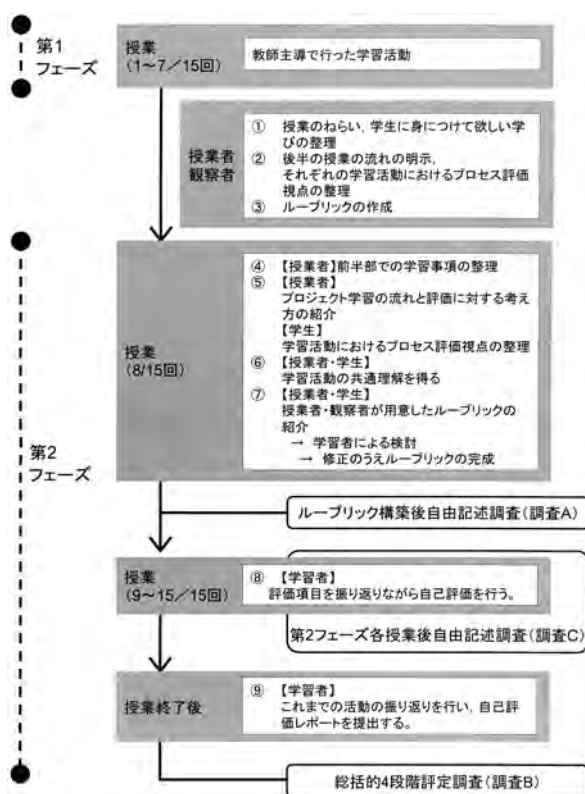 第1
フェーズ
授業
(1～7／15回)
教師主導で行った学習活動
授業者
観察者
① 授業のねらい，学生に身につけて欲しい学
びの整理
② 後半の授業の流れの明示，
それぞれの学習活動におけるプロセス評価
視点の整理
③ ルーブリックの作成
第2
フェーズ
授業
(8/15回)
④ 【授業者】前半部での学習事項の整理
⑤ 【授業者】
プロジェクト学習の流れと評価に対する考え
方の紹介
【学生】
学習活動におけるプロセス評価視点の整理
⑥ 【授業者・学生】
学習活動の共通理解を得る
⑦ 【授業者・学生】
授業者・観察者が用意したルーブリックの
紹介
→ 学習者による検討
→ 修正のうえルーブリックの完成
ルーブリック構築後自由記述調査(調査A)
授業
(9～15／15回)
⑧ 【学習者】
評価項目を振り返りながら自己評価を行う。
第2フェーズ各授業後自由記述調査(調査C)
授業終了後
⑨ 【学習者】
これまでの活動の振り返りを行い，自己評
価レポートを提出する。
総括的4段階評定調査(調査B)